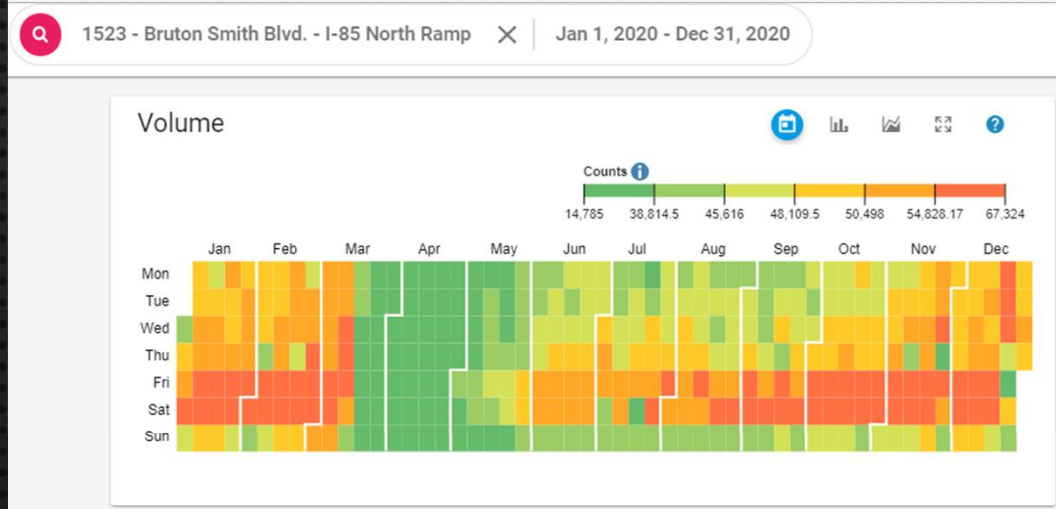 1523 - Bruton Smith Blvd. - I-85 North Ramp Jan 1, 2020 - Dec 31, 2020
Volume
Counts
14,785 38,814.5 45,616 48,109.5 50,498 54,828.17 67,324
Jan Feb Mar Apr May Jun Jul Aug Sep Oct Nov Dec
Mon
Tue
Wed
Thu
Fri
Sat
Sun